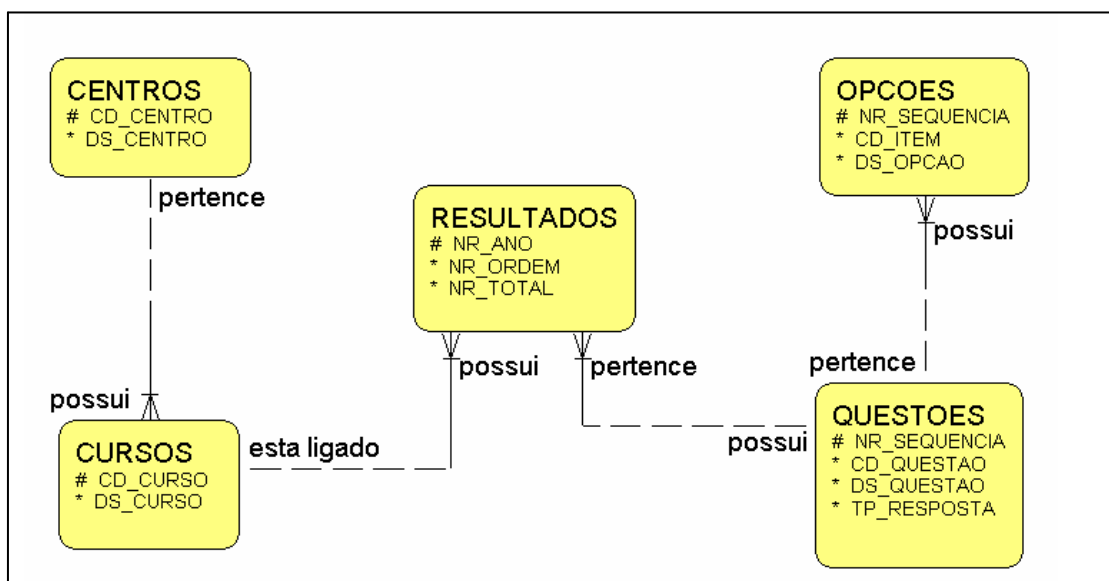 CENTROS
# CD_CENTRO
* DS_CENTRO
pertence
possui
CURSOS
# CD_CURSO
* DS_CURSO
esta ligado
RESULTADOS
# NR_ANO
* NR_ORDEM
* NR_TOTAL
possui
pertence
possui
OPCOES
# NR_SEQUENCIA
* CD_ITEM
* DS_OPCAO
possui
pertence
QUESTOES
# NR_SEQUENCIA
* CD_QUESTAO
* DS_QUESTAO
* TP_RESPOSTA